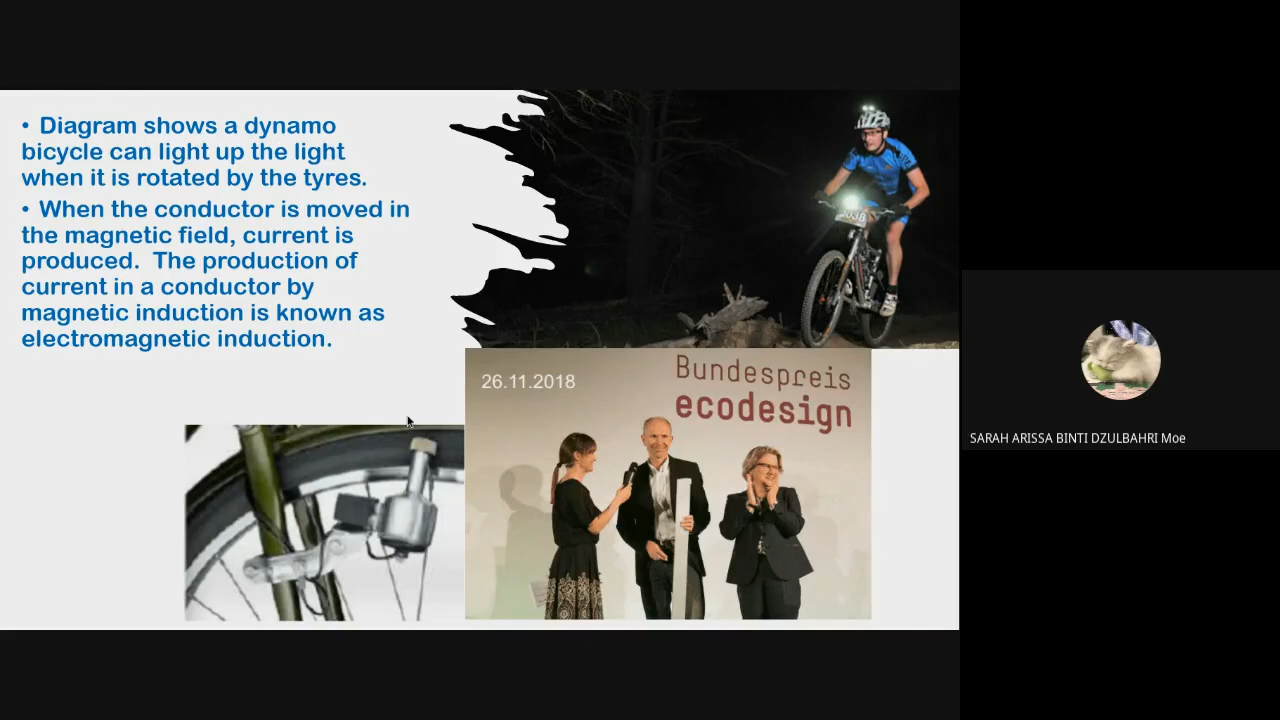 • Diagram shows a dynamo
bicycle can light up the light
when it is rotated by the tyres.
• When the conductor is moved in
the magnetic field, current is
produced.  The production of
current in a conductor by
magnetic induction is known as
electromagnetic induction.
2038
26.11.2018
Bundespreis
ecodesign
SARAH ARISSA BINTI DZULBAHRI Moe